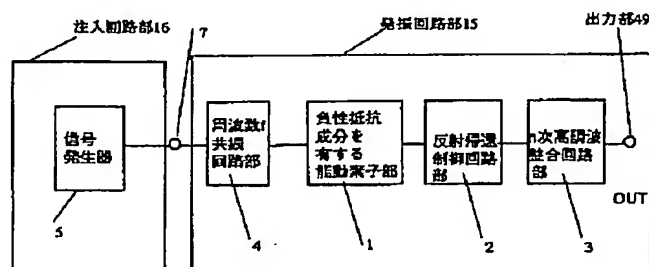 注入回路部16
7
発振回路部15
出力部49
信号
発生器
周波数f
共振
回路部
負性抵抗
成分を
有する
能動素子部
反射帰還
制御回路
部
n次高調波
整合回路
部
OUT
5
4
1
2
3